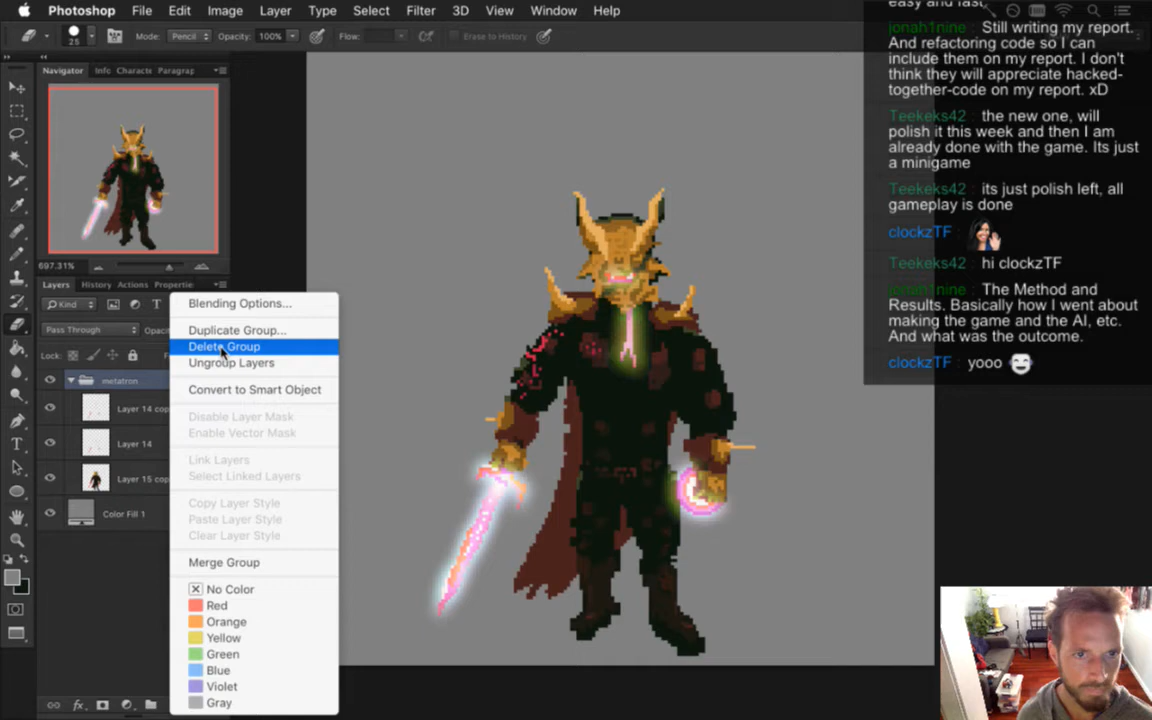 Photoshop File Edit Image Layer Type Select Filter 3D View Window Help
25 Mode: Pencil Opacity: 100% Flow: Erase to History
Navigator Info Characte Paragrap
697.31%
Layers History Actions Propertie
Kind T
Pass Through Opac
Lock: F
metatron
Layer 14 cop
Layer 14
Layer 15 cop
Color Fill 1
fx
Blending Options...
Duplicate Group...
Delete Group
Ungroup Layers
Convert to Smart Object
Disable Layer Mask
Enable Vector Mask
Link Layers
Select Linked Layers
Copy Layer Style
Paste Layer Style
Clear Layer Style
Merge Group
No Color
Red
Orange
Yellow
Green
Blue
Violet
Gray
easy and fast.
jonah1nine : Still writing my report.
And refactoring code so I can
include them on my report. I don't
think they will appreciate hacked-
together-code on my report. xD
Teekeks42 : the new one, will
polish it this week and then I am
already done with the game. Its just
a minigame
Teekeks42 : its just polish left, all
gameplay is done
clockzTF :
Teekeks42 : hi clockzTF
jonah1nine : The Method and
Results. Basically how I went about
making the game and the AI, etc.
And what was the outcome.
clockzTF : yooo